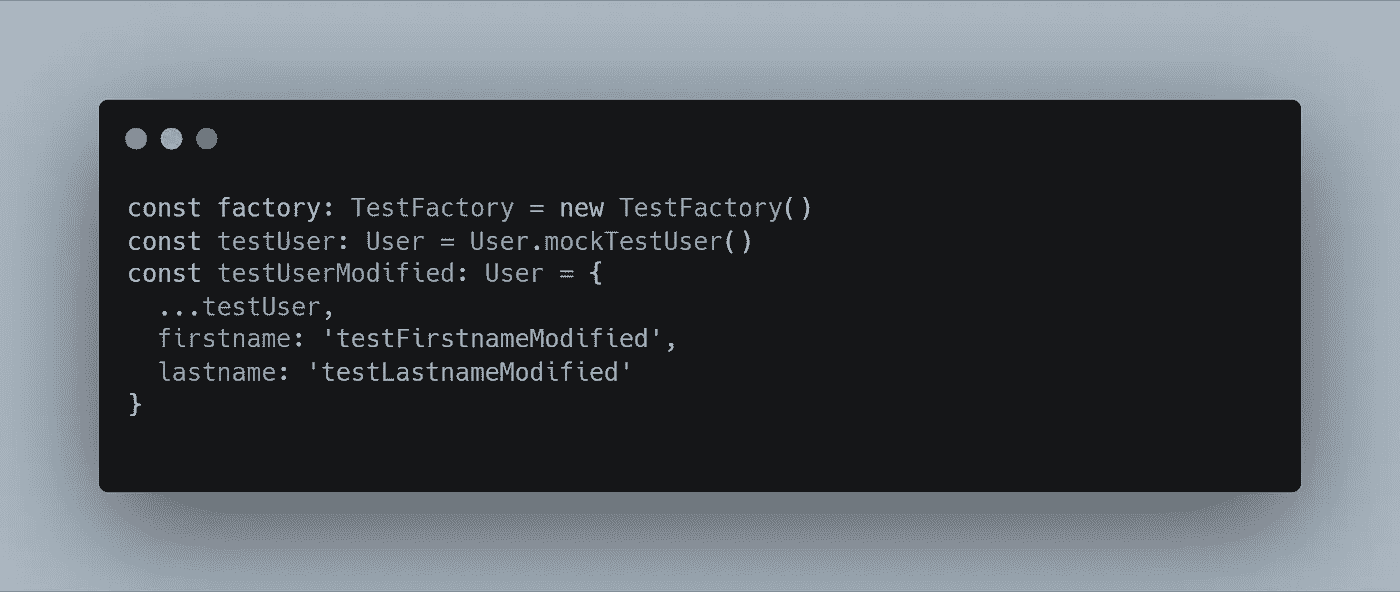 const factory: TestFactory = new TestFactory()
const testUser: User = User.mockTestUser()
const testUserModified: User = {
  ...testUser,
  firstname: 'testFirstnameModified',
  lastname: 'testLastnameModified'
}